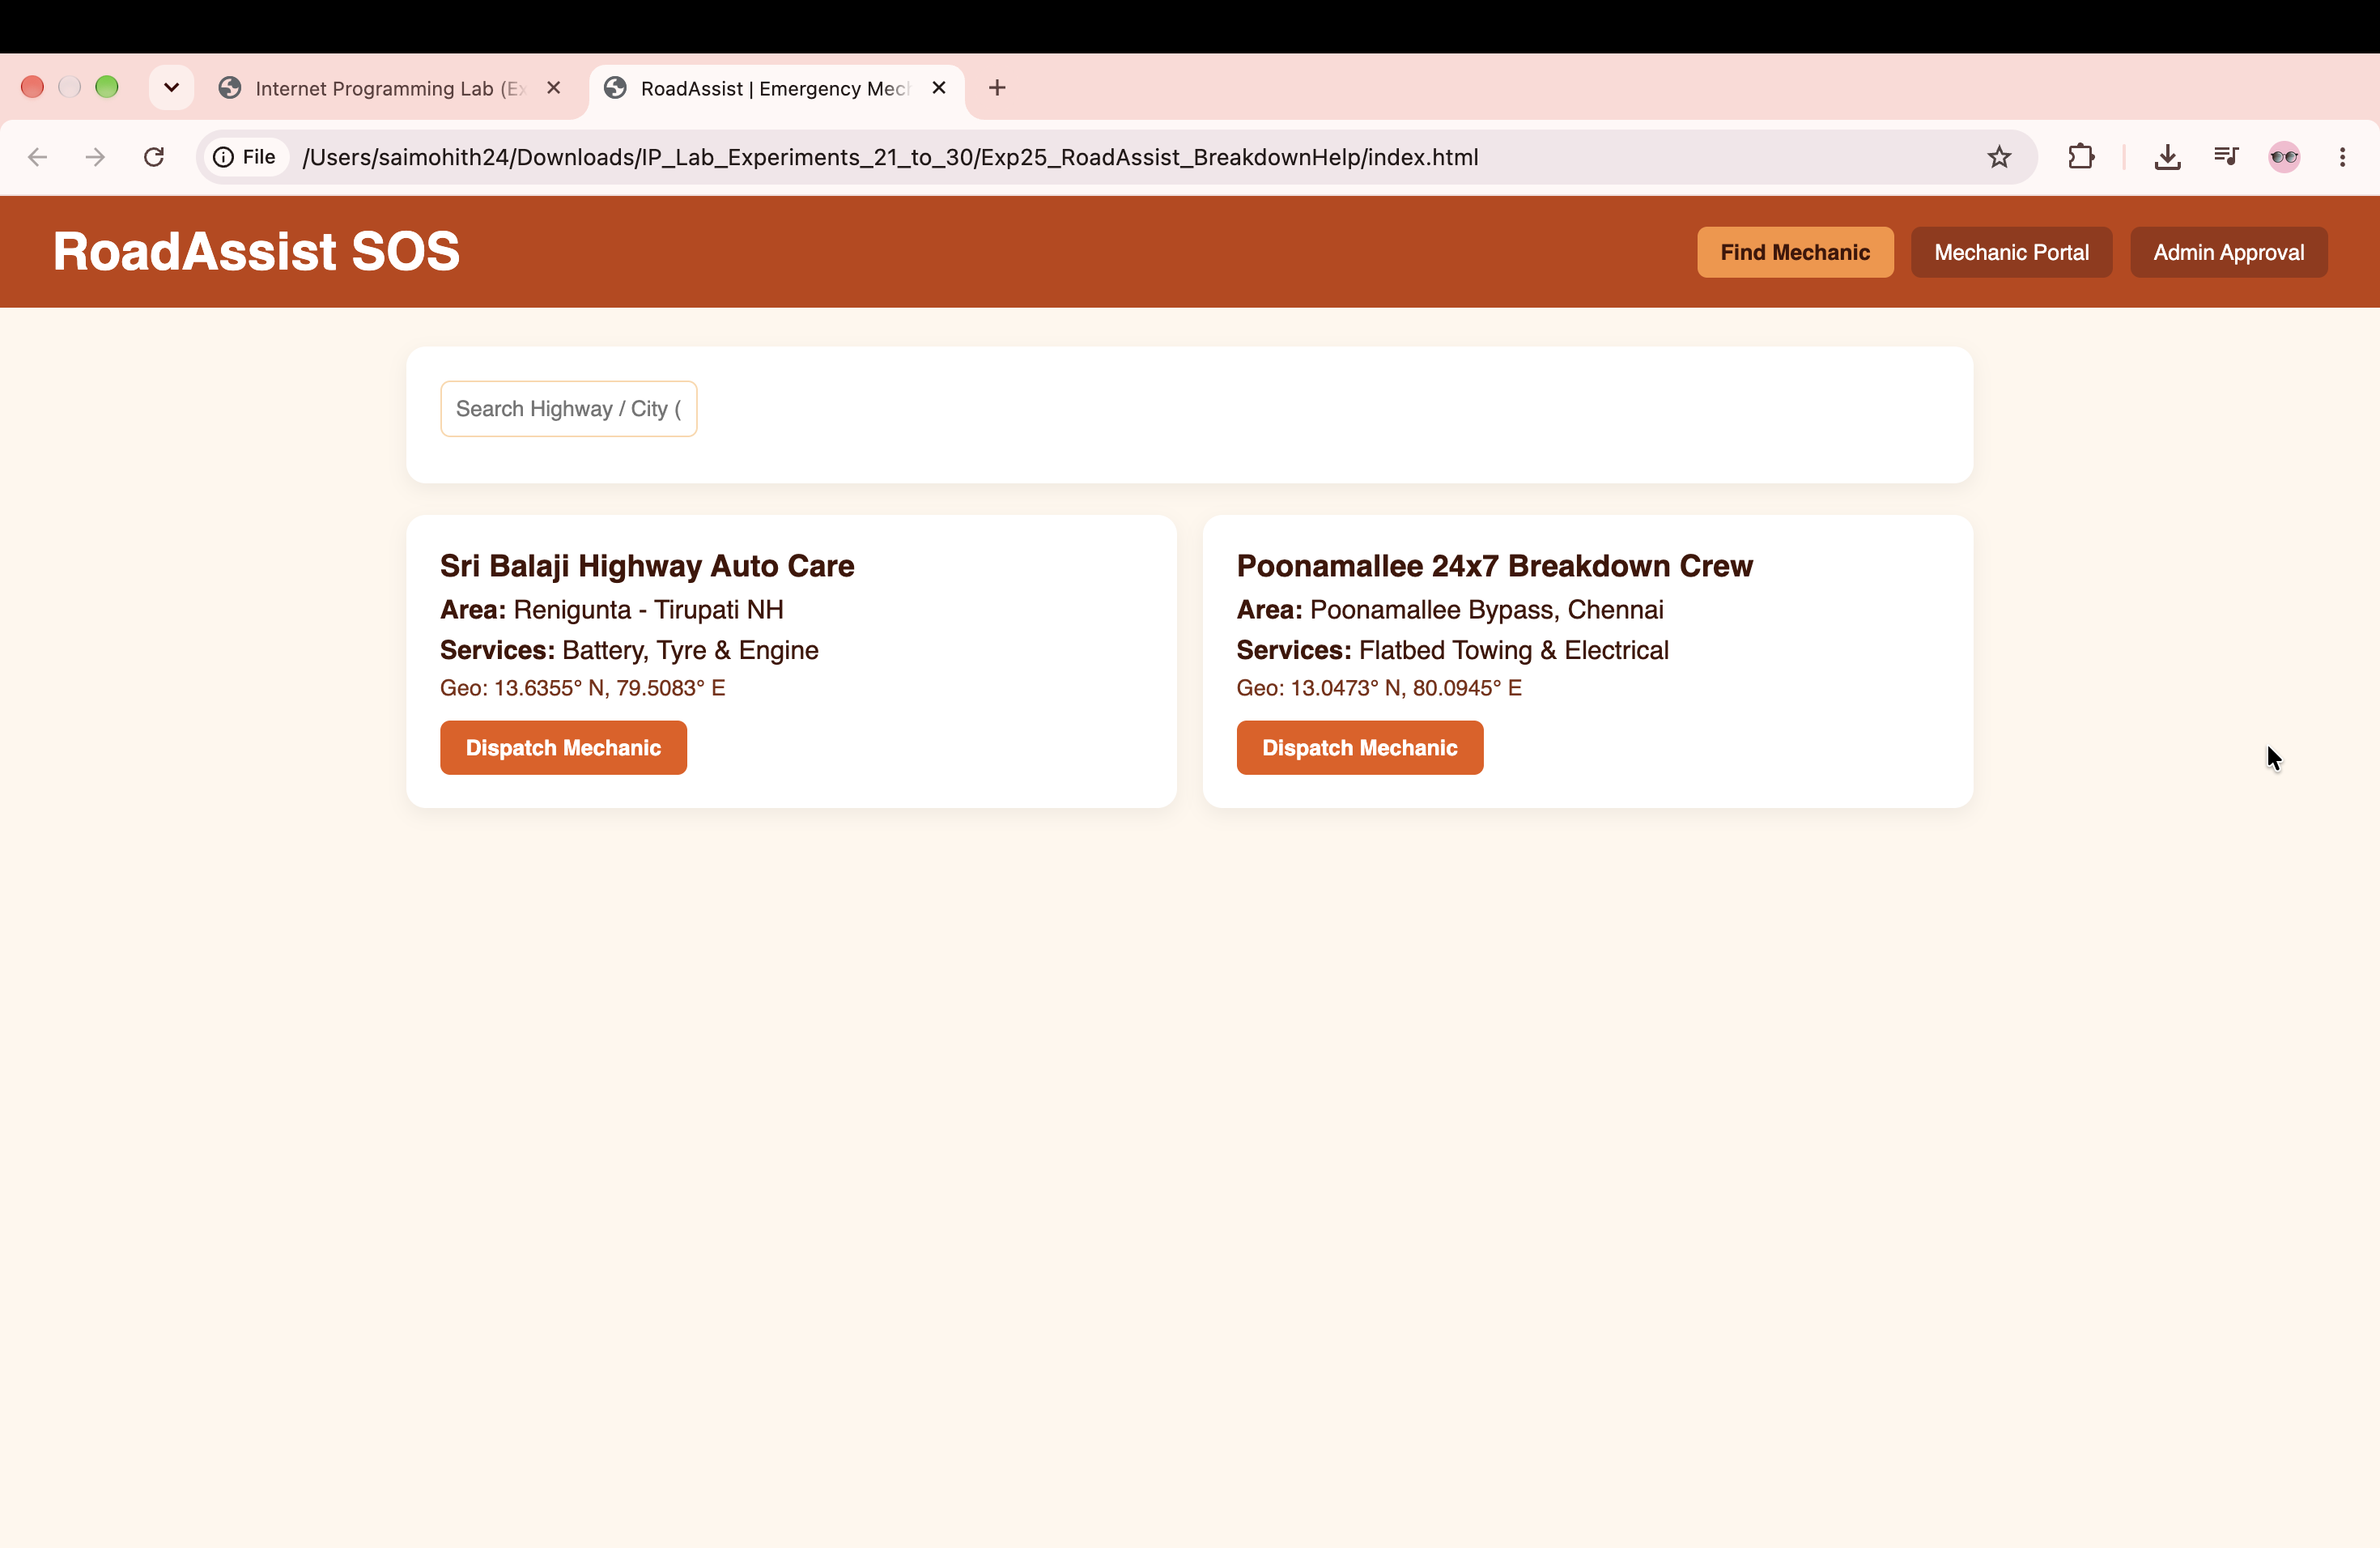 Internet Programming Lab (Ex
RoadAssist | Emergency Mec
File /Users/saimohith24/Downloads/IP_Lab_Experiments_21_to_30/Exp25_RoadAssist_BreakdownHelp/index.html
RoadAssist SOS
Find Mechanic
Mechanic Portal
Admin Approval
Search Highway / City (
Sri Balaji Highway Auto Care
Area: Renigunta - Tirupati NH
Services: Battery, Tyre & Engine
Geo: 13.6355° N, 79.5083° E
Dispatch Mechanic
Poonamallee 24x7 Breakdown Crew
Area: Poonamallee Bypass, Chennai
Services: Flatbed Towing & Electrical
Geo: 13.0473° N, 80.0945° E
Dispatch Mechanic